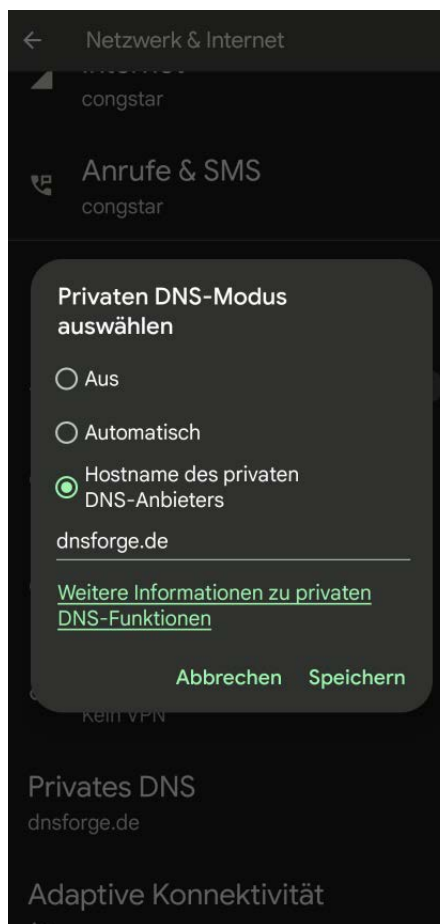 Netzwerk & Internet
Internet
congstar
Anrufe & SMS
congstar
Privaten DNS-Modus
auswählen
Aus
Automatisch
Hostname des privaten
DNS-Anbieters
dnsforge.de
Weitere Informationen zu privaten
DNS-Funktionen
Abbrechen Speichern
Kein VPN
Privates DNS
dnsforge.de
Adaptive Konnektivität